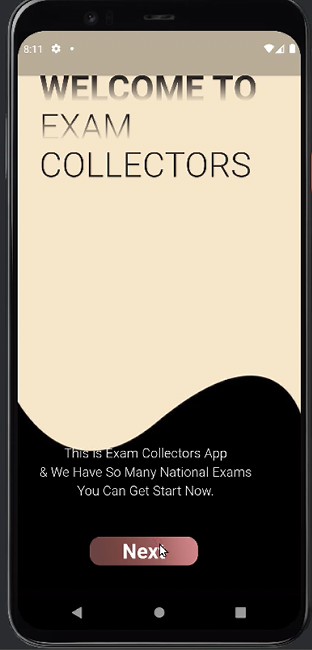 8:11
WELCOME TO
EXAM
COLLECTORS
This is Exam Collectors App
& We Have So Many National Exams
You Can Get Start Now.
Next